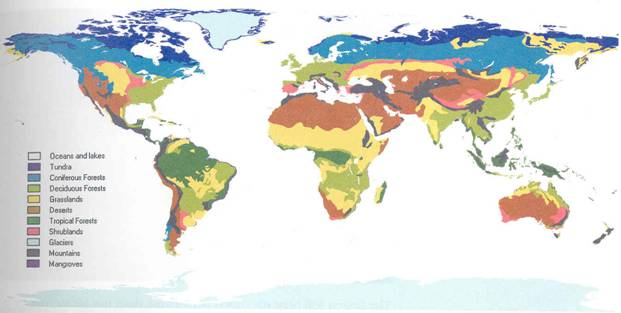 Oceans and lakes
Tundra
Coniferous Forests
Deciduous Forests
Grasslands
Deserts
Tropical Forests
Shrublands
Glaciers
Mountains
Mangroves